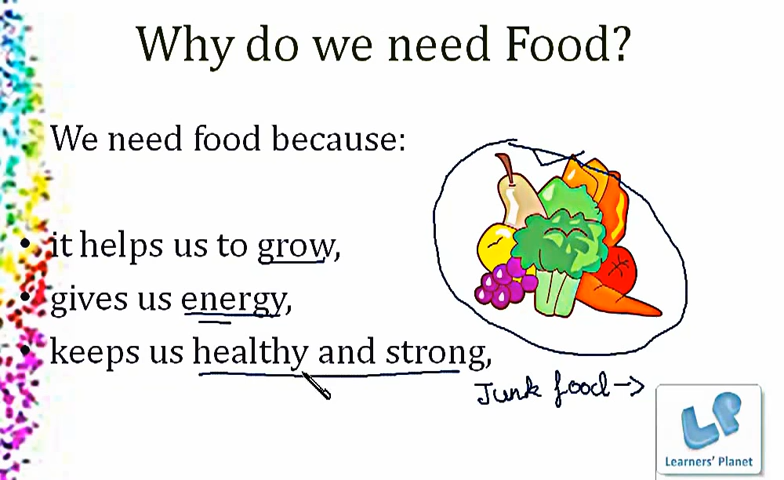 Why do we need Food?
We need food because:
• it helps us to grow,
• gives us energy,
• keeps us healthy and strong,
Junk food→
LP
Learners' Planet